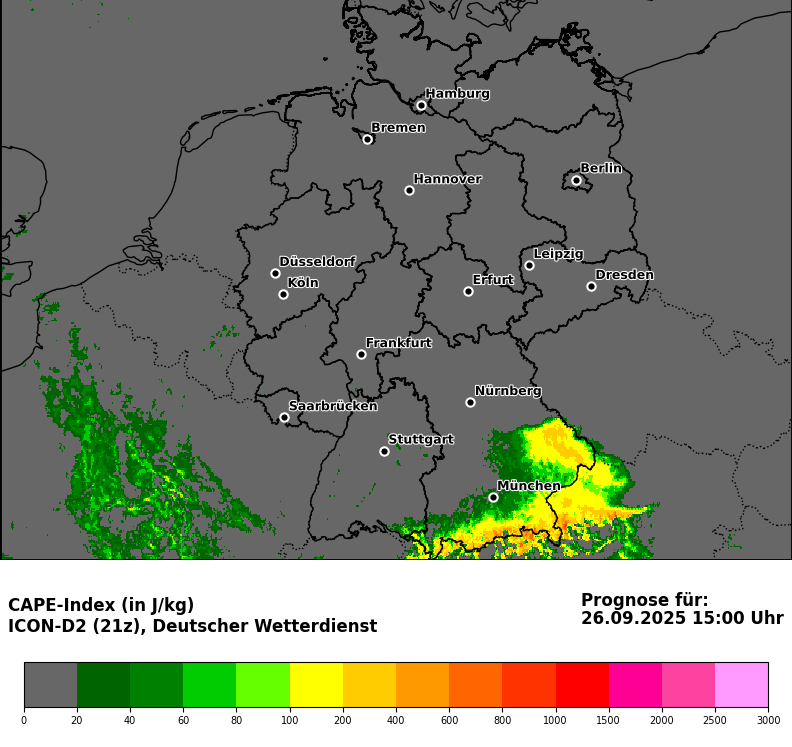 Hamburg
Bremen
Berlin
Hannover
Leipzig
Düsseldorf
Dresden
Köln
Erfurt
Frankfurt
Nürnberg
Saarbrücken
Stuttgart
München
CAPE-Index (in J/kg)
ICON-D2 (21z), Deutscher Wetterdienst
Prognose für:
26.09.2025 15:00 Uhr
0 20 40 60 80 100 200 400 600 800 1000 1500 2000 2500 3000